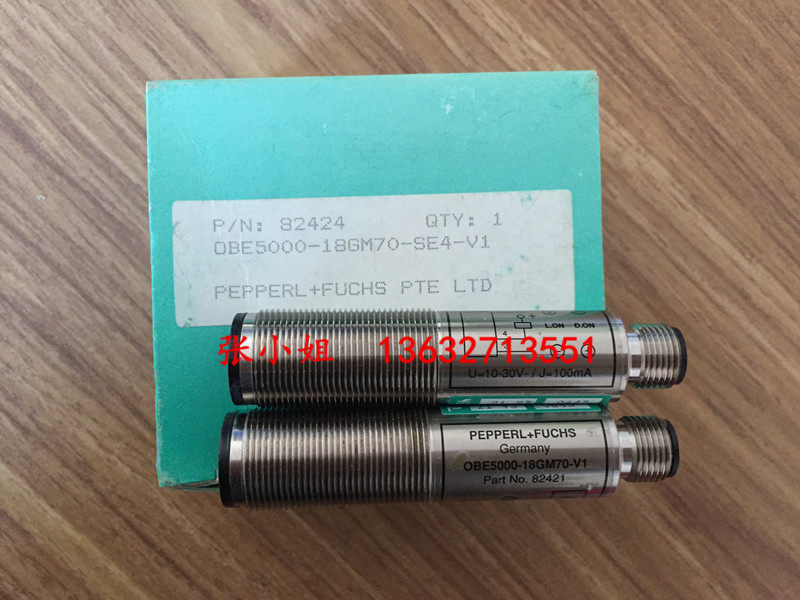 P/N: 82424 QTY: 1
OBE5000-18GM70-SE4-V1
PEPPERL+FUCHS PTE LTD
张小姐 13632713551
+
L.ON D.ON
4
U=10-30V- / J=100mA
PEPPERL+FUCHS
Germany
OBE5000-18GM70-V1
Part No. 82421